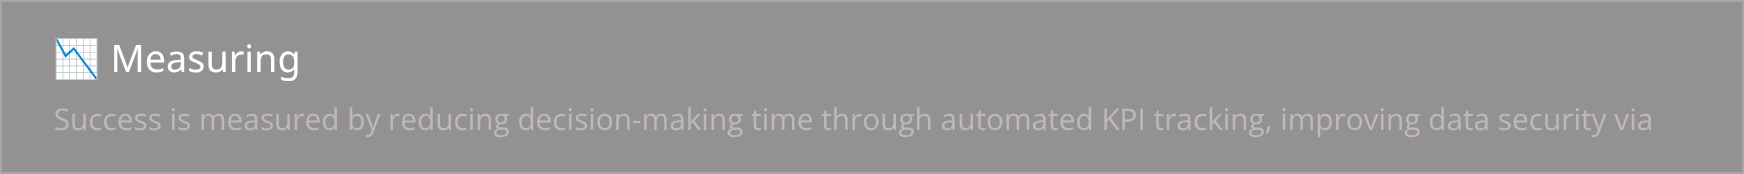 📉 Measuring
Success is measured by reducing decision-making time through automated KPI tracking, improving data security via